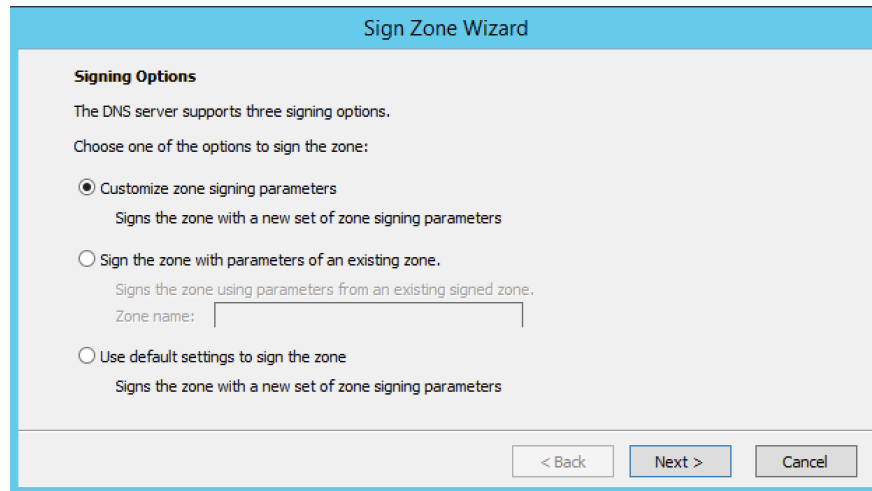 Sign Zone Wizard
Signing Options
The DNS server supports three signing options.
Choose one of the options to sign the zone:
Customize zone signing parameters
Signs the zone with a new set of zone signing parameters
Sign the zone with parameters of an existing zone.
Signs the zone using parameters from an existing signed zone.
Zone name:
Use default settings to sign the zone
Signs the zone with a new set of zone signing parameters
< Back Next > Cancel